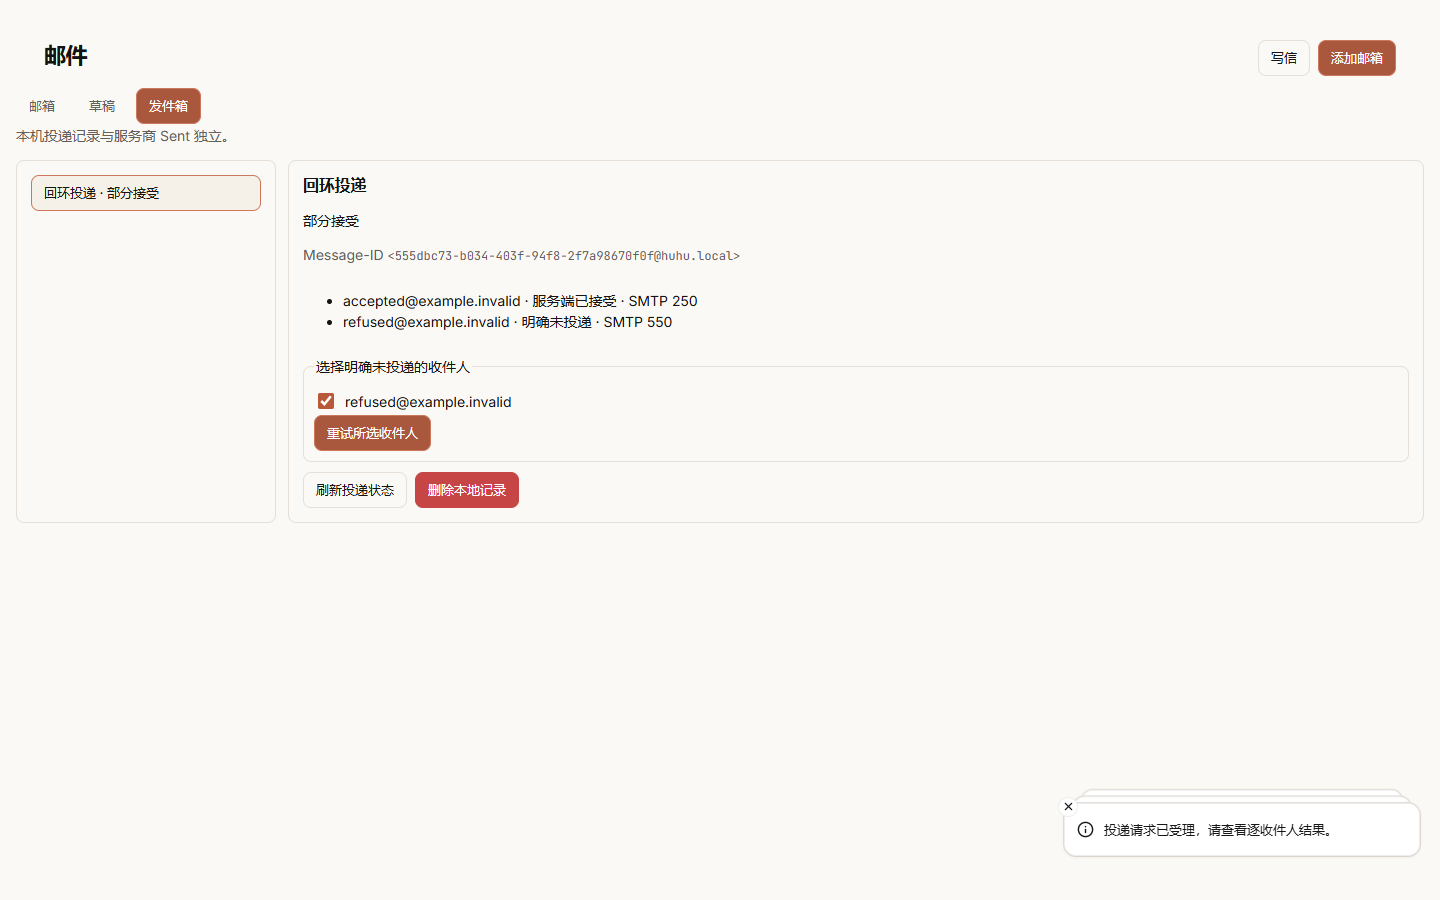 邮件
写信
添加邮箱
邮箱
草稿
发件箱
本机投递记录与服务商 Sent 独立。
回环投递 · 部分接受
回环投递
部分接受
Message-ID <555dbc73-b034-403f-94f8-2f7a98670f0f@huhu.local>
accepted@example.invalid · 服务端已接受 · SMTP 250
refused@example.invalid · 明确未投递 · SMTP 550
选择明确未投递的收件人
refused@example.invalid
重试所选收件人
刷新投递状态
删除本地记录
投递请求已受理，请查看逐收件人结果。